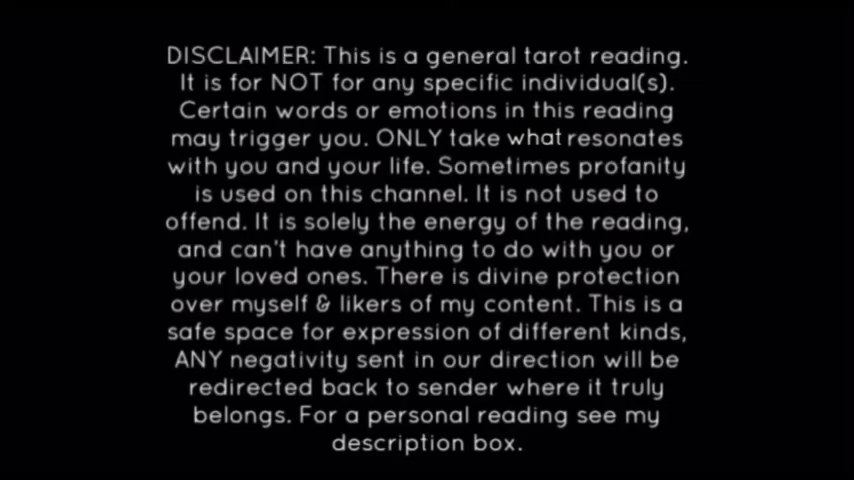 DISCLAIMER: This is a general tarot reading.
It is for NOT for any specific individual(s).
Certain words or emotions in this reading
may trigger you. ONLY take what resonates
with you and your life. Sometimes profanity
is used on this channel. It is not used to
offend. It is solely the energy of the reading,
and can't have anything to do with you or
your loved ones. There is divine protection
over myself & likers of my content. This is a
safe space for expression of different kinds,
ANY negativity sent in our direction will be
redirected back to sender where it truly
belongs. For a personal reading see my
description box.